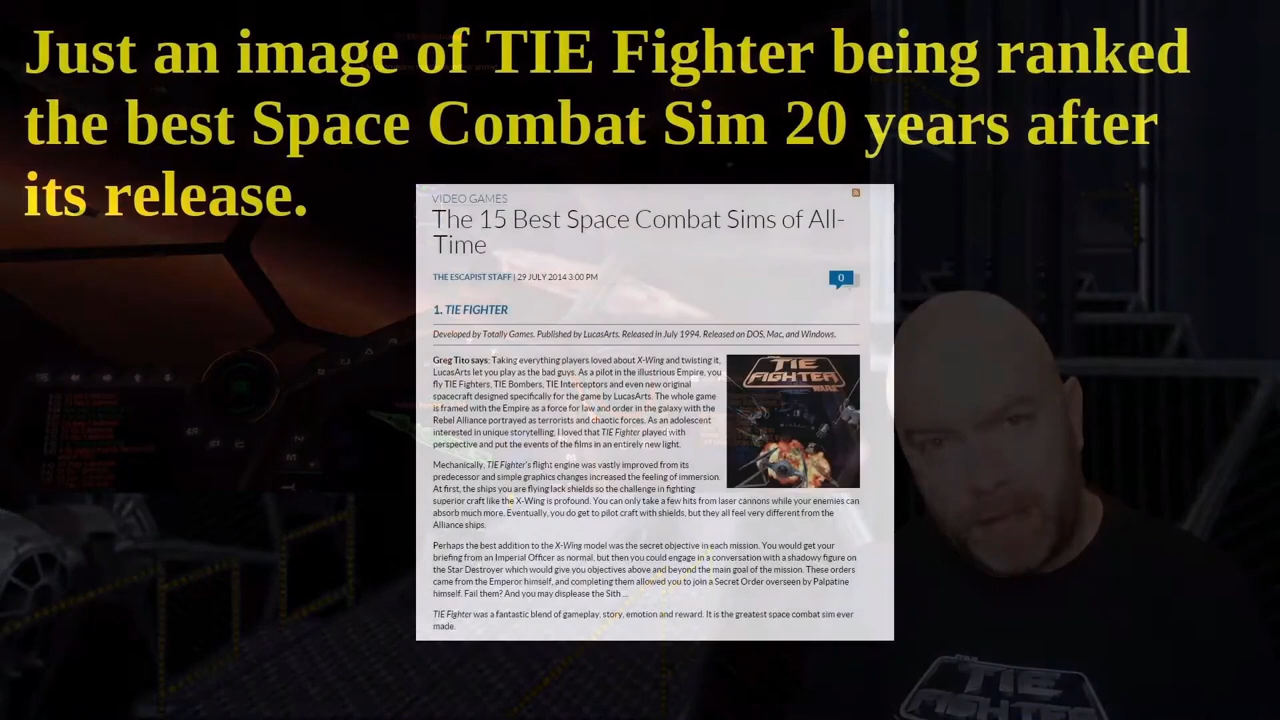 Just an image of TIE Fighter being ranked
the best Space Combat Sim 20 years after
its release.
VIDEO GAMES
The 15 Best Space Combat Sims of All-
Time
THE ESCAPIST STAFF | 29 JULY 2014 3:00 PM
0
1. TIE FIGHTER
Developed by Totally Games. Published by LucasArts. Released in July 1994. Released on DOS, Mac, and Windows.
Greg Tito says: Taking everything players loved about X-Wing and twisting it,
LucasArts let you play as the bad guys. As a pilot in the illustrious Empire, you
fly TIE Fighters, TIE Bombers, TIE Interceptors and even new original
spacecraft designed specifically for the game by LucasArts. The whole game
is framed with the Empire as a force for law and order in the galaxy with the
Rebel Alliance portrayed as terrorists and chaotic forces. As an adolescent
interested in unique storytelling, I loved that TIE Fighter played with
perspective and put the events of the films in an entirely new light.
TIE
FIGHTER
Mechanically, TIE Fighter's flight engine was vastly improved from its
predecessor and simple graphics changes increased the feeling of immersion.
At first, the ships you are flying lack shields so the challenge in fighting
superior craft like the X-Wing is profound. You can only take a few hits from laser cannons while your enemies can
absorb much more. Eventually, you do get to pilot craft with shields, but they all feel very different from the
Alliance ships.
Perhaps the best addition to the X-Wing model was the secret objective in each mission. You would get your
briefing from an Imperial Officer as normal, but then you could engage in a conversation with a shadowy figure on
the Star Destroyer which would give you objectives above and beyond the main goal of the mission. These orders
came from the Emperor himself, and completing them allowed you to join a Secret Order overseen by Palpatine
himself. Fail them? And you may displease the Sith ...
TIE Fighter was a fantastic blend of gameplay, story, emotion and reward. It is the greatest space combat sim ever
made.
STAR
TIE
FIGHTER
WARS